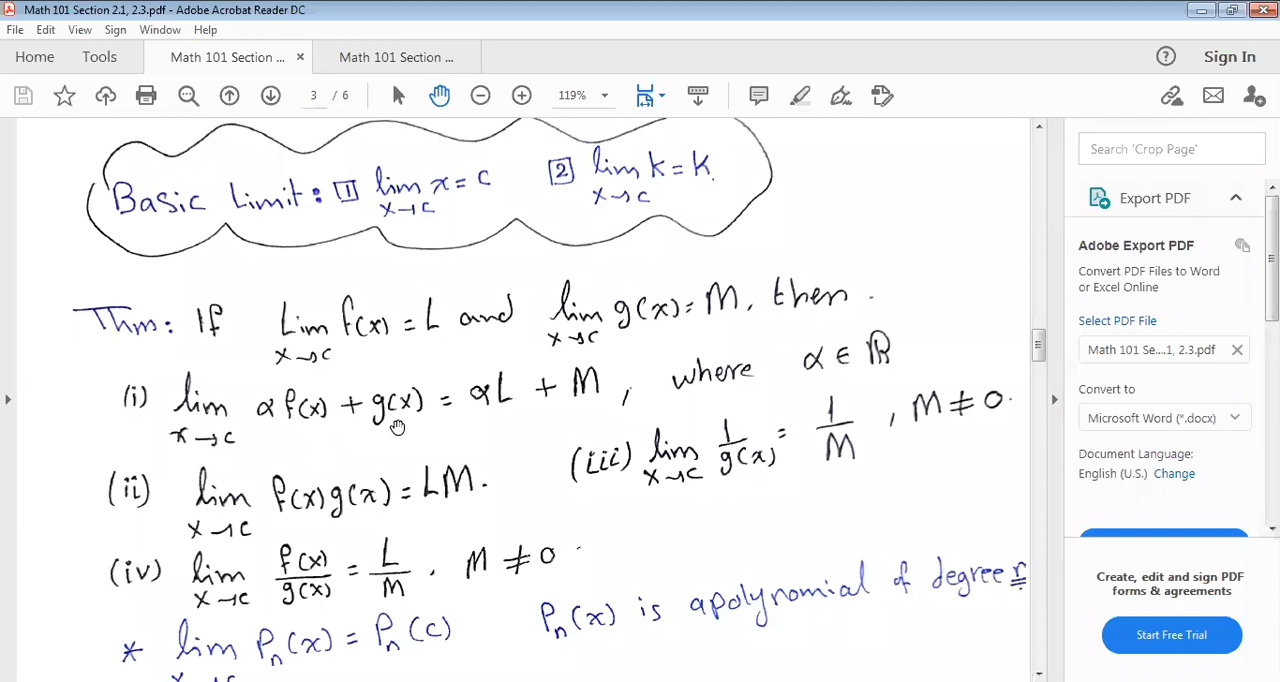 Math 101 Section 2.1, 2.3.pdf - Adobe Acrobat Reader DC
File Edit View Sign Window Help
Home Tools Math 101 Section ... × Math 101 Section ... ? Sign In
3 / 6 119%
Search 'Crop Page'
Export PDF
Adobe Export PDF
Convert PDF Files to Word
or Excel Online
Select PDF File
Math 101 Se....1, 2.3.pdf
Convert to
Microsoft Word (*.docx)
Document Language:
English (U.S.) Change
Create, edit and sign PDF
forms & agreements
Start Free Trial
Basic Limit: 1 lim x→c x = c 2 lim x→c k = k.
Thm: If Lim x→c f(x) = L and lim x→c g(x) = M, then.
(i) lim x→c α f(x) + g(x) = αL + M, where α ∈ ℝ
(ii) lim x→c f(x)g(x) = LM. (iii) lim x→c 1/g(x) = 1/M, M ≠ 0.
(iv) lim x→c f(x)/g(x) = L/M, M ≠ 0.
* lim x→c Pn(x) = Pn(c) Pn(x) is apolynomial of degree n